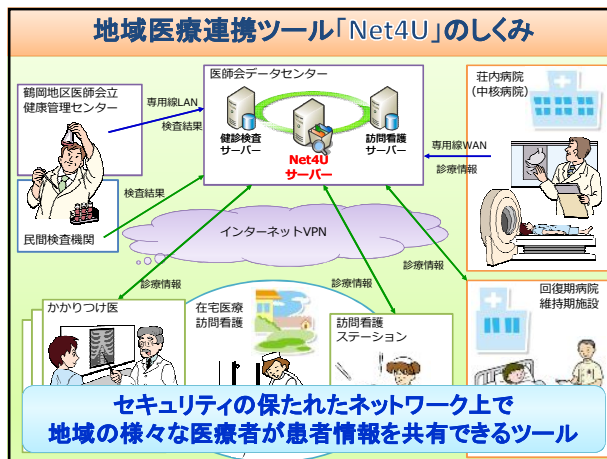 地域医療連携ツール「Net4U」のしくみ
鶴岡地区医師会立
健康管理センター
専用線LAN
検査結果
医師会データセンター
健診検査
サーバー
Net4U
サーバー
訪問看護
サーバー
荘内病院
（中核病院）
専用線WAN
診療情報
検査結果
民間検査機関
インターネットVPN
診療情報
診療情報
診療情報
かかりつけ医
在宅医療
訪問看護
訪問看護
ステーション
回復期病院
維持期施設
セキュリティの保たれたネットワーク上で
地域の様々な医療者が患者情報を共有できるツール